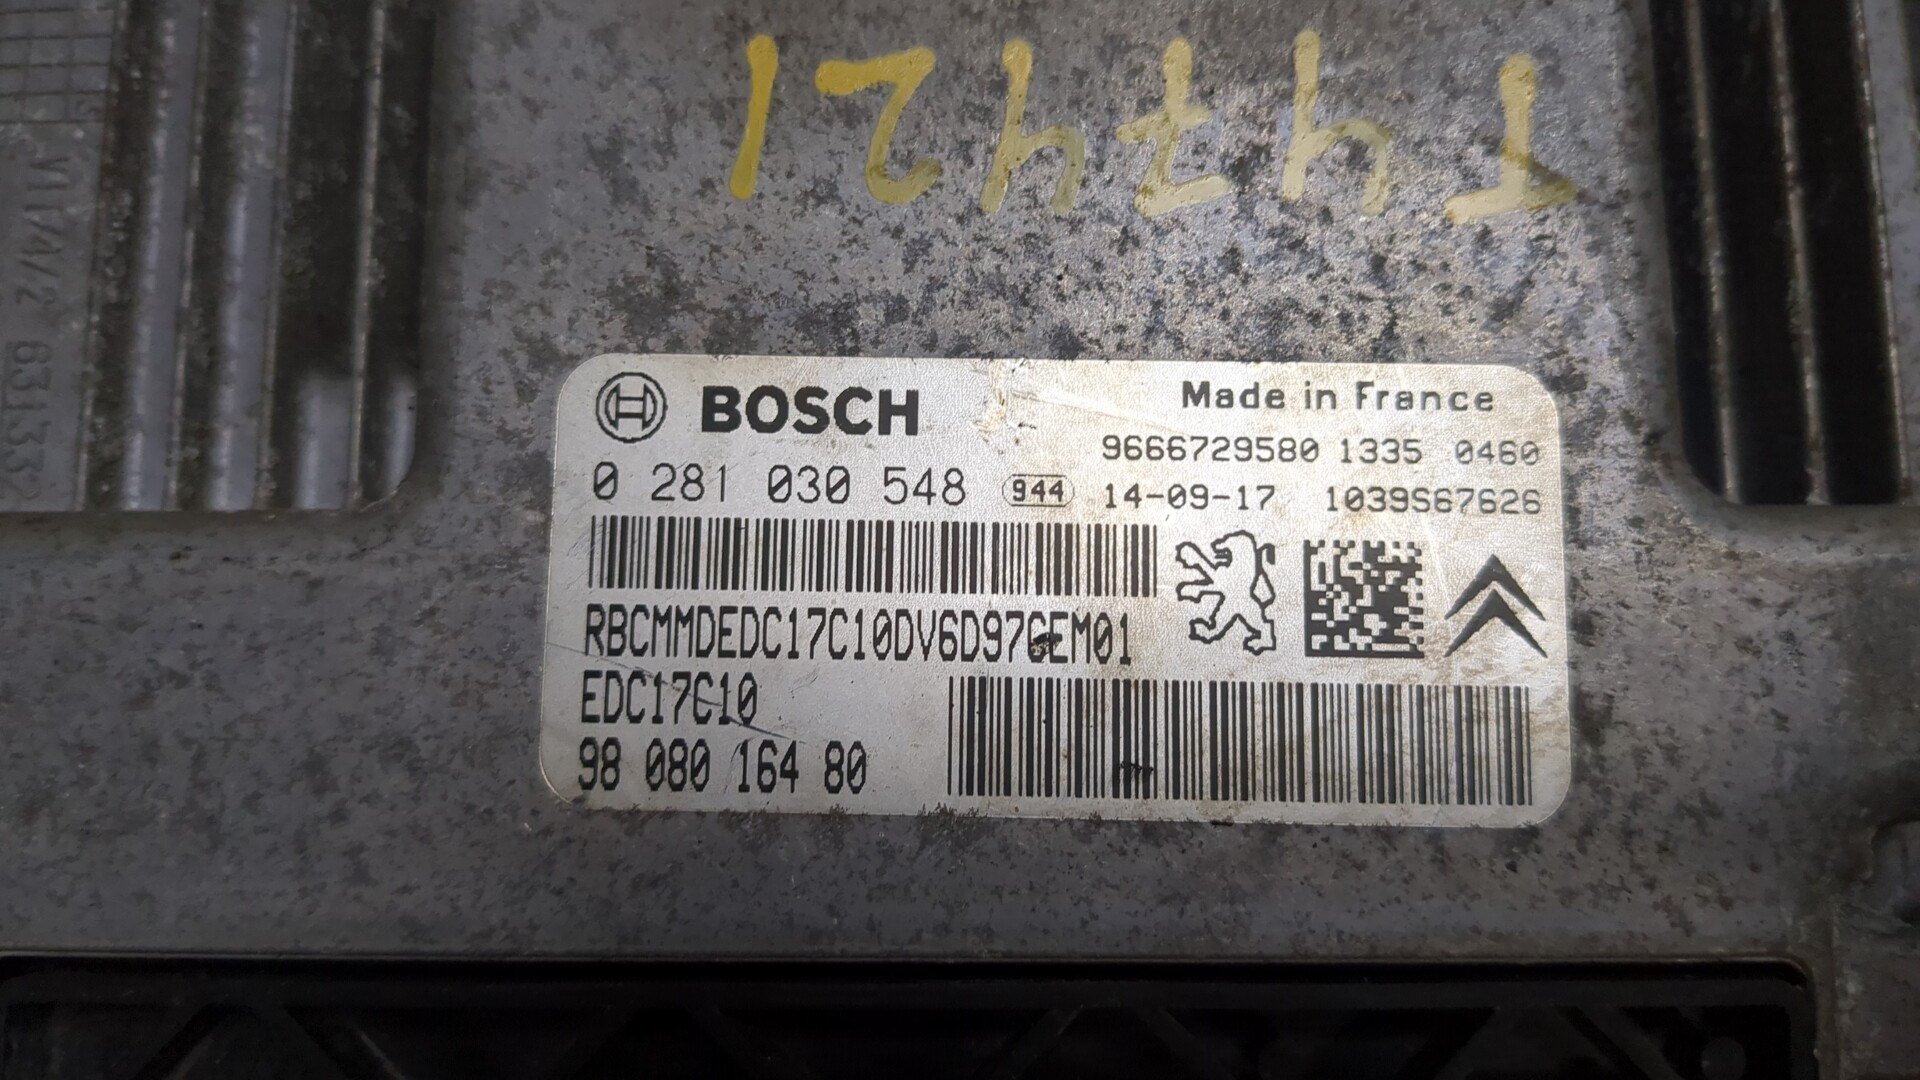 T47421
BOSCH
Made in France
9666729580 1335 0460
0 281 030 548 944 14-09-17 1039S67626
RBCMMDEDC17C10DV6D97GEM01
EDC17C10
98 080 164 80